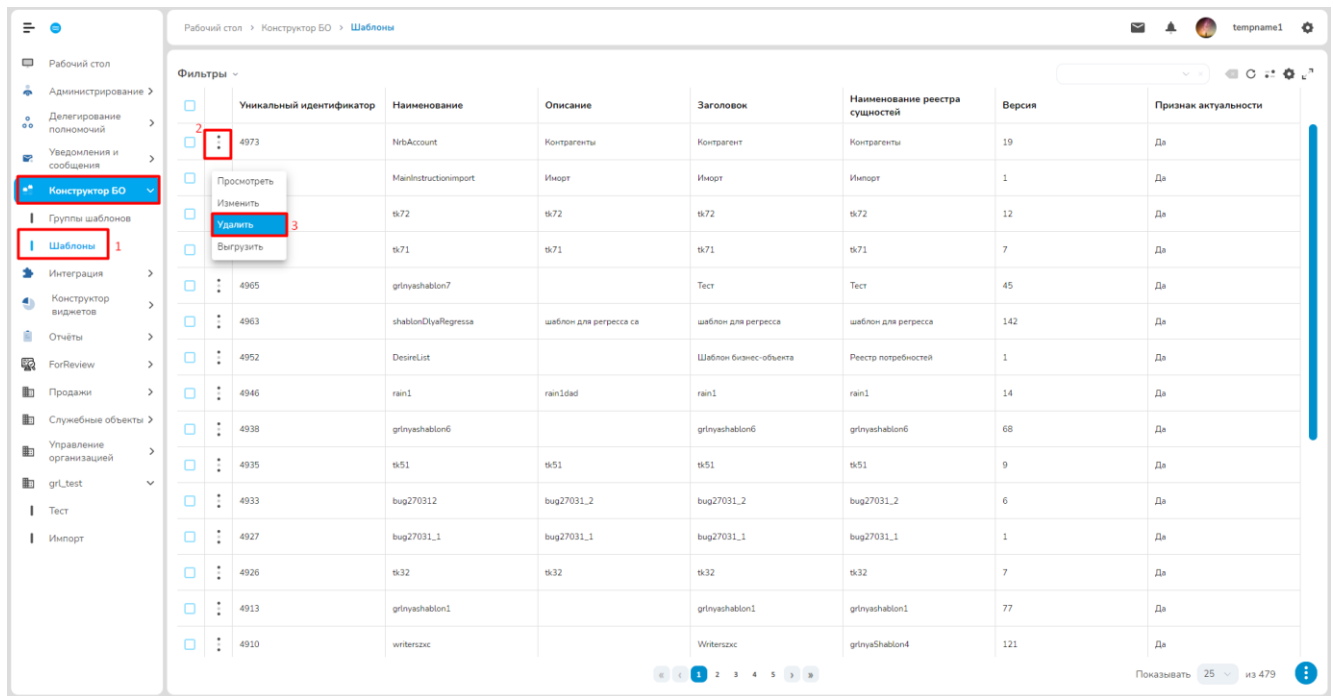 Рабочий стол > Конструктор БО > Шаблоны
tempname1
Рабочий стол
Администрирование
Делегирование
полномочий
Уведомления и
сообщения
Конструктор БО
Группы шаблонов
Шаблоны 1
Интеграция
Конструктор
виджетов
Отчёты
ForReview
Продажи
Служебные объекты
Управление
организацией
grl_test
Тест
Импорт
Фильтры
Уникальный идентификатор Наименование Описание Заголовок Наименование реестра сущностей Версия Признак актуальности
2 4973 NrbAccount Контрагенты Контрагент Контрагенты 19 Да
MainInstructionimport Иморт Иморт Импорт 1 Да
tk72 tk72 tk72 tk72 12 Да
tk71 tk71 tk71 tk71 7 Да
Просмотреть
Изменить
Удалить 3
Выгрузить
4965 grlnyashablon7 Тест Тест 45 Да
4963 shablonDlyaRegressa шаблон для регресса са шаблон для регресса шаблон для регресса 142 Да
4952 DesireList Шаблон бизнес-объекта Реестр потребностей 1 Да
4946 rain1 rain1dad rain1 rain1 14 Да
4938 grlnyashablon6 grlnyashablon6 grlnyashablon6 68 Да
4935 tk51 tk51 tk51 tk51 9 Да
4933 bug270312 bug27031_2 bug27031_2 bug27031_2 6 Да
4927 bug27031_1 bug27031_1 bug27031_1 bug27031_1 1 Да
4926 tk32 tk32 tk32 tk32 7 Да
4913 grlnyashablon1 grlnyashablon1 grlnyashablon1 77 Да
4910 writerszxc Writerszxc grlnyaShablon4 121 Да
« ‹ 1 2 3 4 5 › »
Показывать 25 из 479